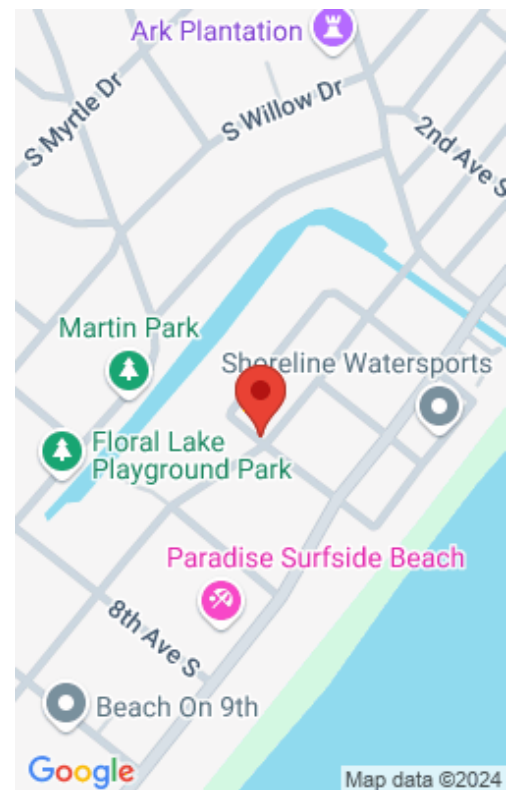 Ark Plantation
S Myrtle Dr
S Willow Dr
2nd Ave S
Martin Park
Shoreline Watersports
Floral Lake
Playground Park
Paradise Surfside Beach
8th Ave S
Beach On 9th
Google
Map data ©2024